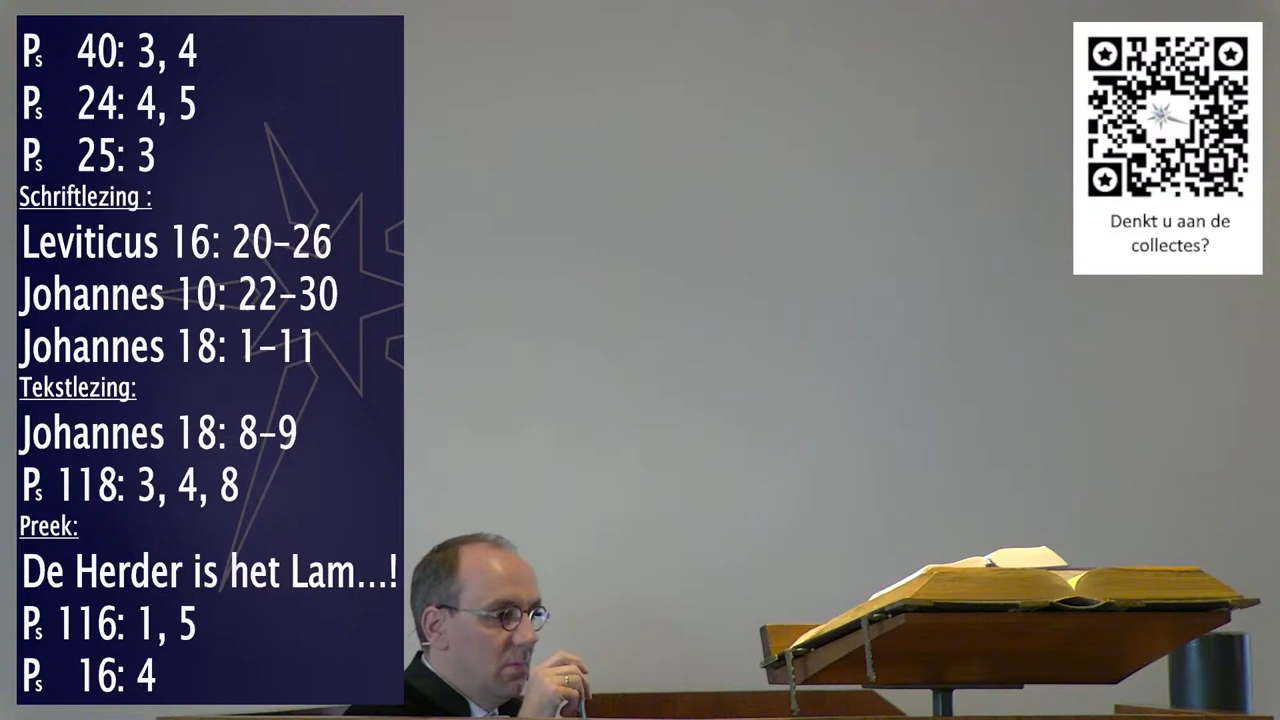 Ps 40: 3, 4
Ps 24: 4, 5
Ps 25: 3
Schriftlezing :
Leviticus 16: 20–26
Johannes 10: 22–30
Johannes 18: 1–11
Tekstlezing:
Johannes 18: 8–9
Ps 118: 3, 4, 8
Preek:
De Herder is het Lam...!
Ps 116: 1, 5
Ps 16: 4
Denkt u aan de
collectes?